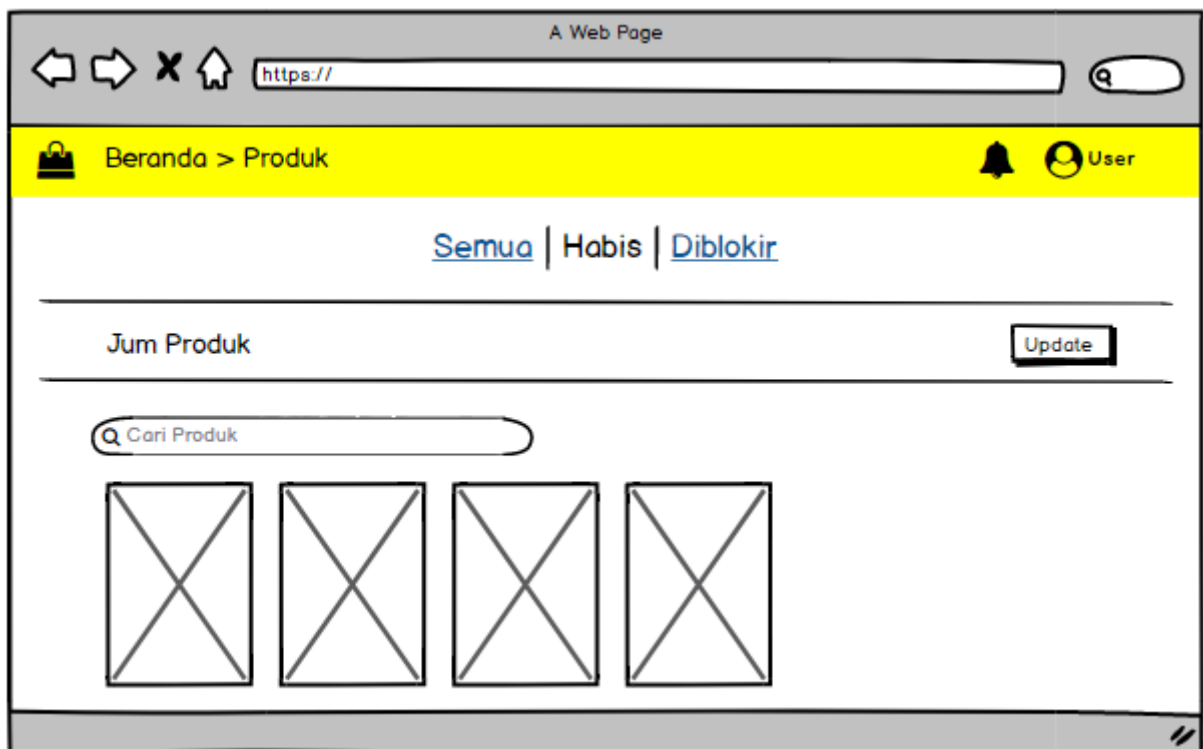 A Web Page
https://
Beranda > Produk
User
Semua | Habis | Diblokir
Jum Produk
Update
Cari Produk